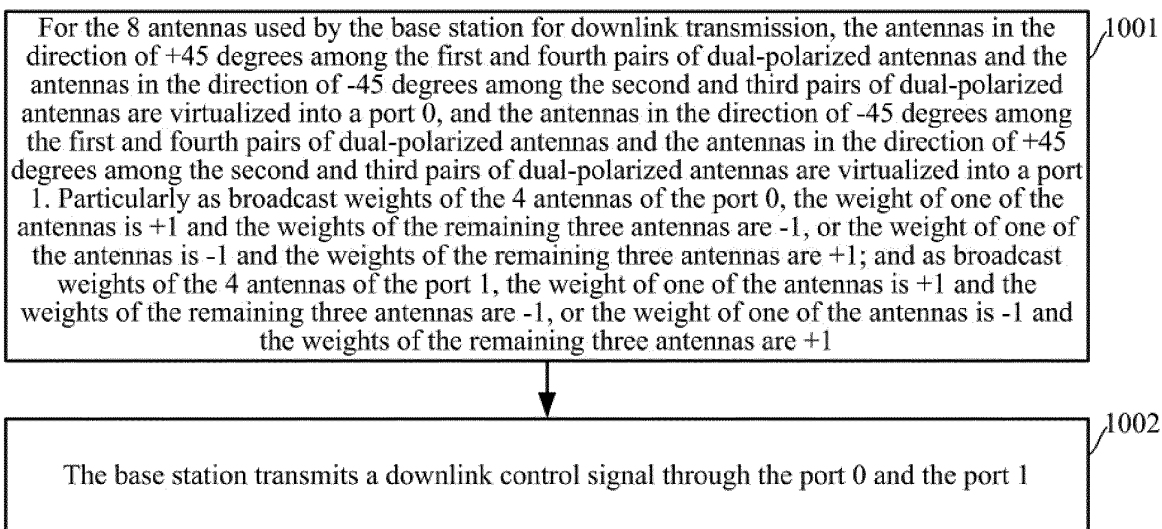 For the 8 antennas used by the base station for downlink transmission, the antennas in the
1001
direction of +45 degrees among the first and fourth pairs of dual-polarized antennas and the
antennas in the direction of -45 degrees among the second and third pairs of dual-polarized
antennas are virtualized into a port 0, and the antennas in the direction of -45 degrees among
the first and fourth pairs of dual-polarized antennas and the antennas in the direction of +45
degrees among the second and third pairs of dual-polarized antennas are virtualized into a port
1. Particularly as broadcast weights of the 4 antennas of the port 0, the weight of one of the
antennas is +1 and the weights of the remaining three antennas are -1, or the weight of one of
the antennas is -1 and the weights of the remaining three antennas are +1; and as broadcast
weights of the 4 antennas of the port 1, the weight of one of the antennas is +1 and the
weights of the remaining three antennas are -1, or the weight of one of the antennas is -1 and
the weights of the remaining three antennas are +1
1002
The base station transmits a downlink control signal through the port 0 and the port 1